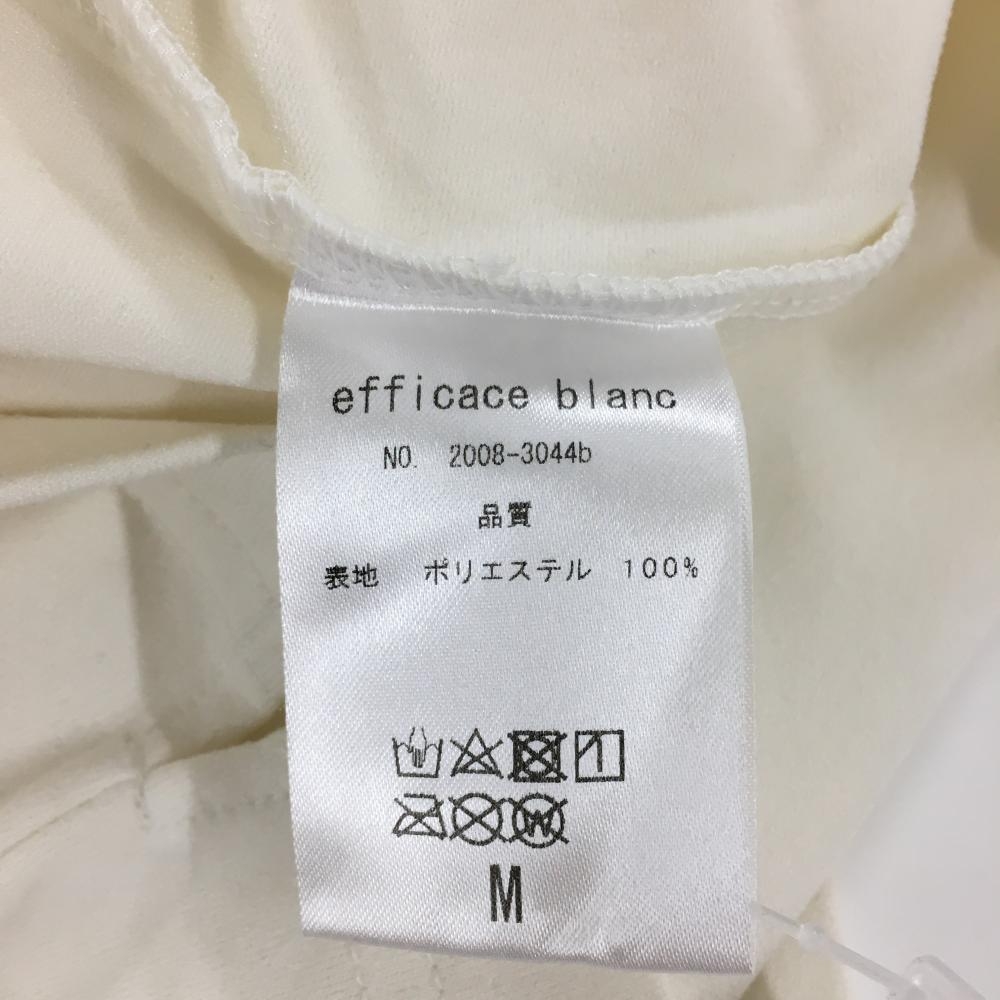 efficace blanc
NO. 2008-3044b
品質
表地 ポリエステル 100%
W
M